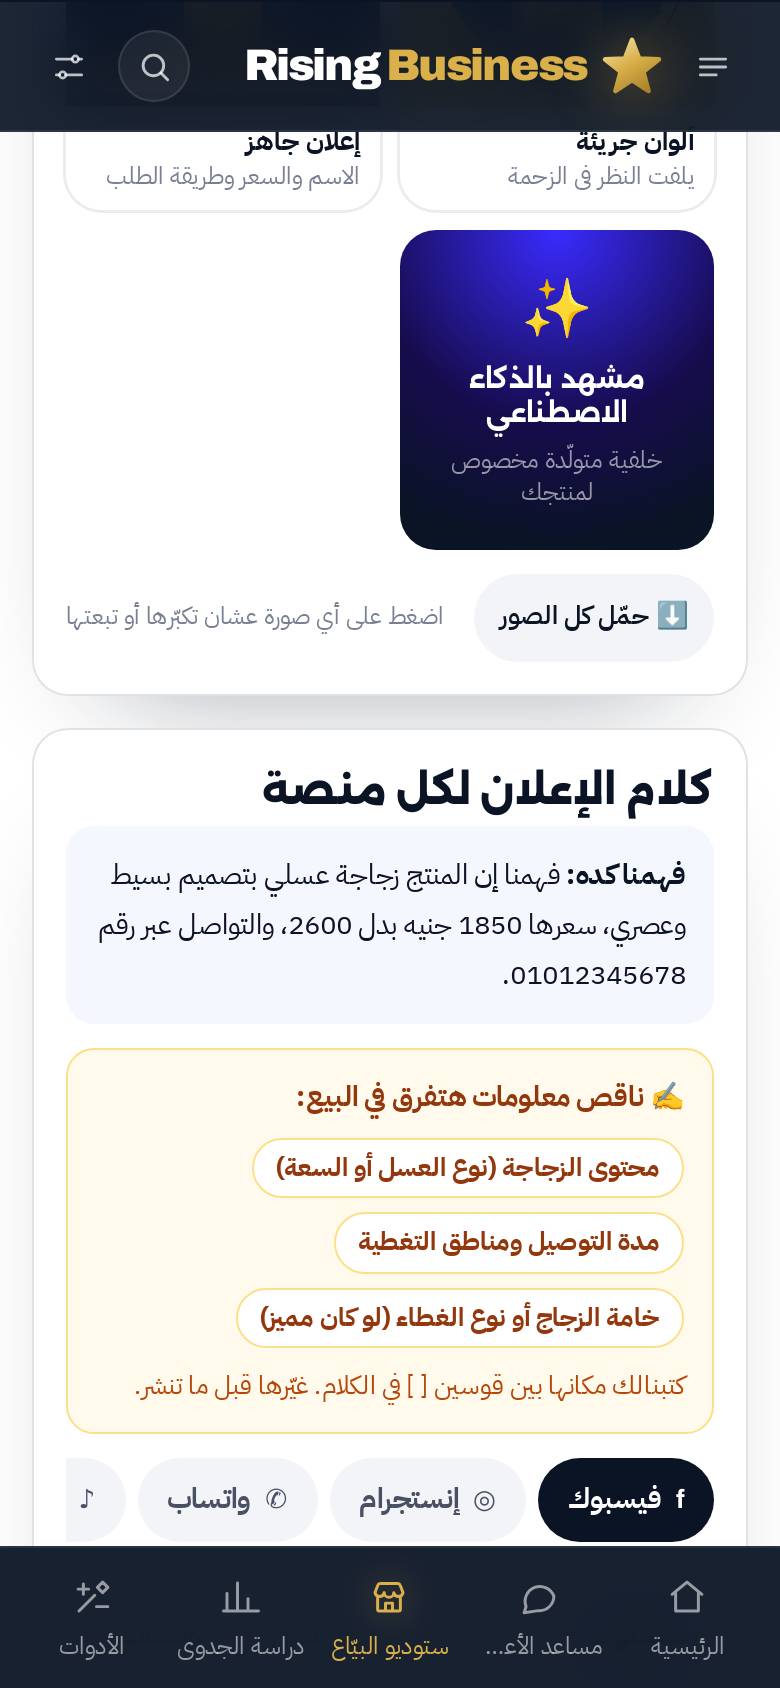 Rising Business
ألوان جريئة
يلفت النظر في الزحمة
إعلان جاهز
الاسم والسعر وطريقة الطلب
مشهد بالذكاء
الاصطناعي
خلفية متولّدة مخصوص
لمنتجك
⬇️ حمّل كل الصور
اضغط على أي صورة عشان تكبّرها أو تبعتها
كلام الإعلان لكل منصة
فهمنا كده: فهمنا إن المنتج زجاجة عسلي بتصميم بسيط
وعصري، سعرها 1850 جنيه بدل 2600، والتواصل عبر رقم
01012345678.
✍️ ناقص معلومات هتفرق في البيع:
محتوى الزجاجة (نوع العسل أو السعة)
مدة التوصيل ومناطق التغطية
خامة الزجاج أو نوع الغطاء (لو كان مميز)
كتبنالك مكانها بين قوسين [ ] في الكلام. غيّرها قبل ما تنشر.
f فيسبوك
◎ إنستجرام
✆ واتساب
♪
الرئيسية
مساعد الأع...
ستوديو البيّاع
دراسة الجدوى
الأدوات